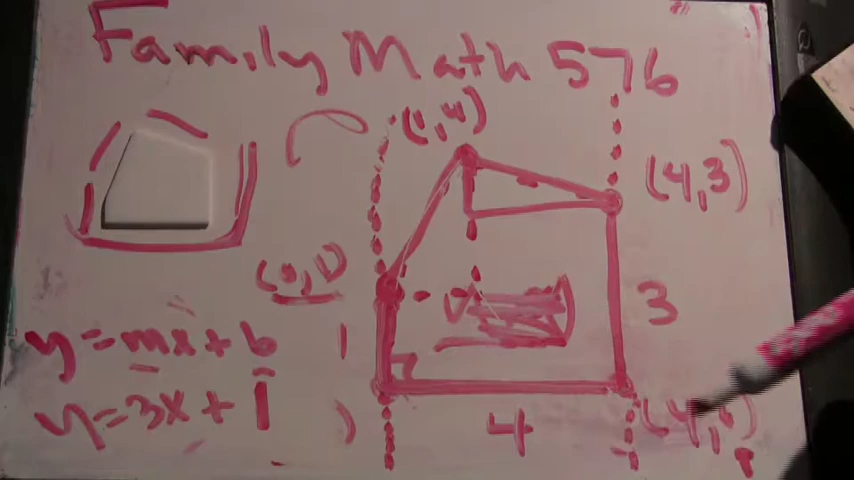 Family Math 576
(1,4)
(4,3)
(0,1)
3
y=mx+b
1
y=3x+1
4
(4,0)